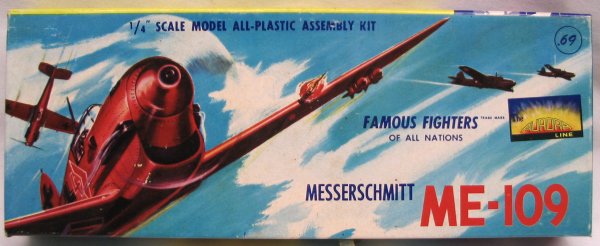 1/4" SCALE MODEL ALL-PLASTIC ASSEMBLY KIT
.69
FAMOUS FIGHTERS
TRADE MARK
OF ALL NATIONS
The
AURORA
LINE
MESSERSCHMITT
ME-109